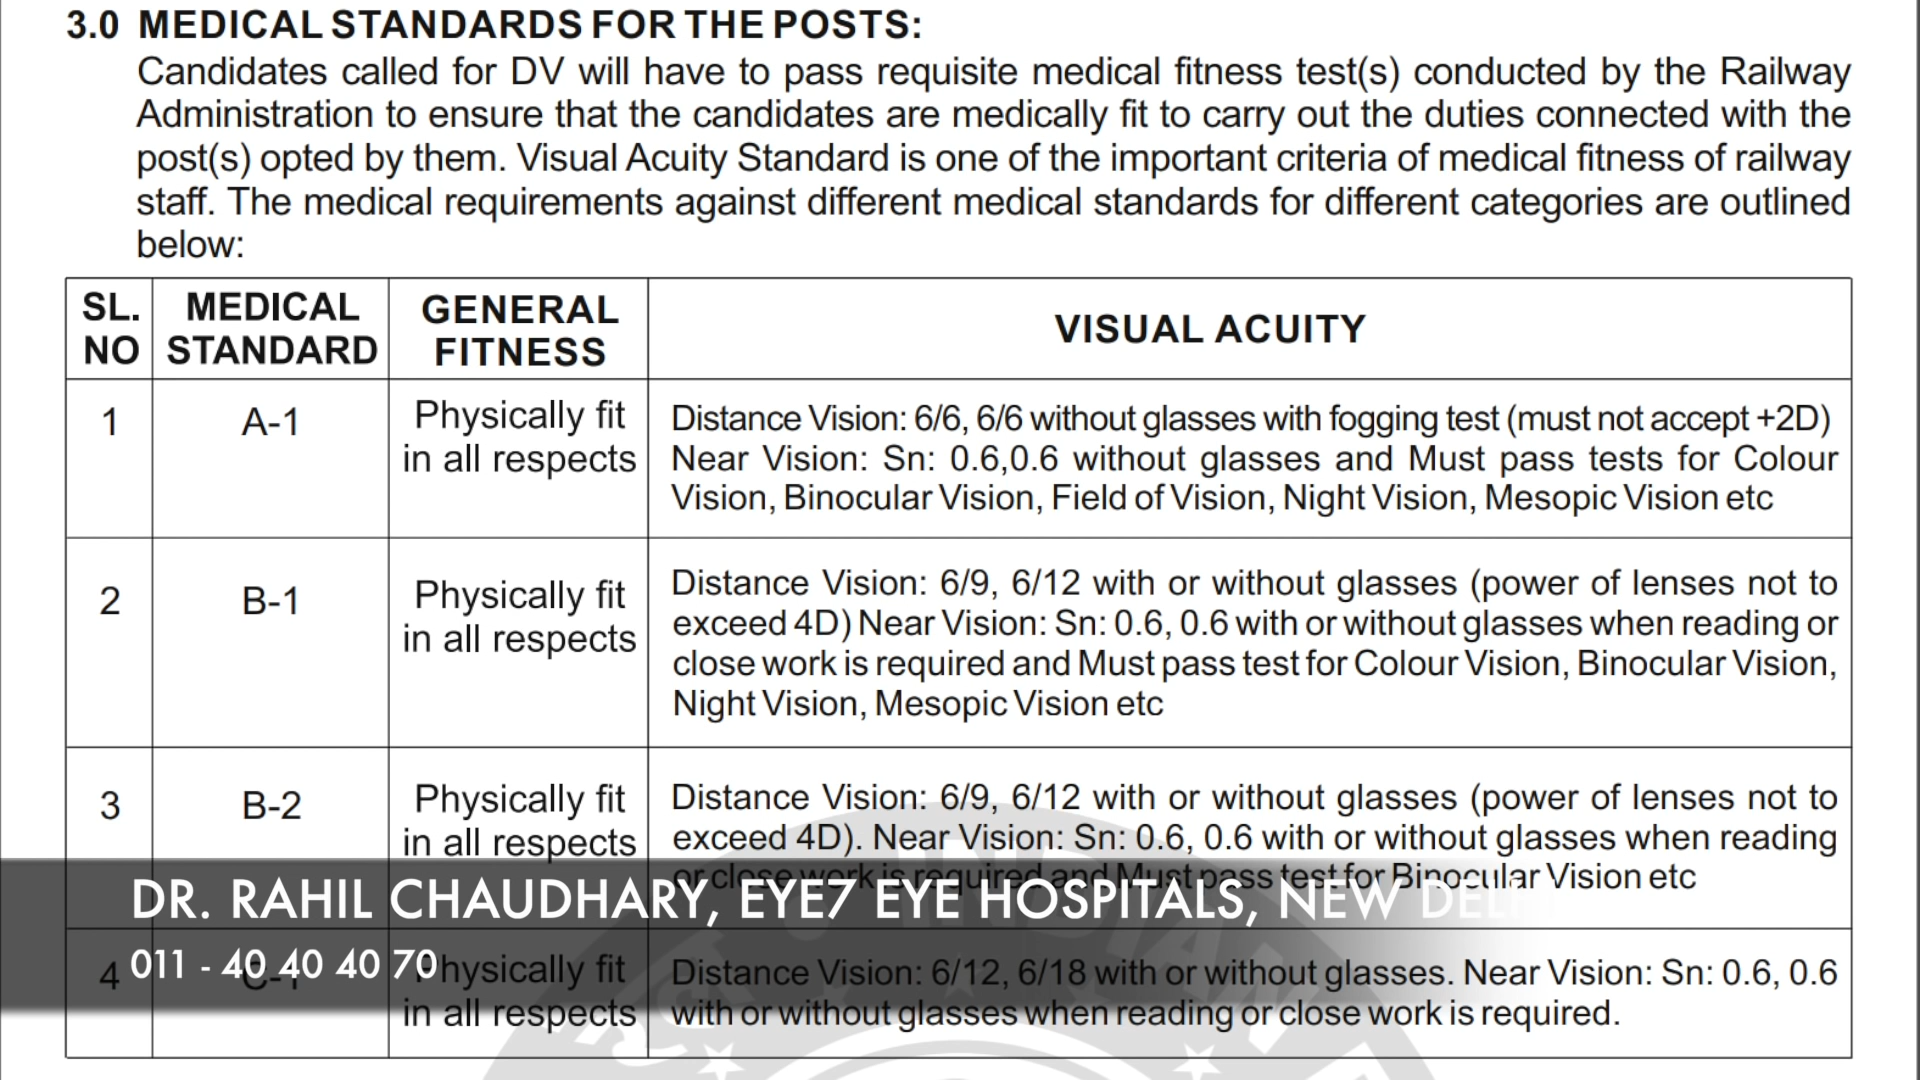 3.0 MEDICAL STANDARDS FOR THE POSTS:
Candidates called for DV will have to pass requisite medical fitness test(s) conducted by the Railway
Administration to ensure that the candidates are medically fit to carry out the duties connected with the
post(s) opted by them. Visual Acuity Standard is one of the important criteria of medical fitness of railway
staff. The medical requirements against different medical standards for different categories are outlined
below:
SL. NO
MEDICAL STANDARD
GENERAL FITNESS
VISUAL ACUITY
1
A-1
Physically fit
in all respects
Distance Vision: 6/6, 6/6 without glasses with fogging test (must not accept +2D)
Near Vision: Sn: 0.6,0.6 without glasses and Must pass tests for Colour
Vision, Binocular Vision, Field of Vision, Night Vision, Mesopic Vision etc
2
B-1
Physically fit
in all respects
Distance Vision: 6/9, 6/12 with or without glasses (power of lenses not to
exceed 4D) Near Vision: Sn: 0.6, 0.6 with or without glasses when reading or
close work is required and Must pass test for Colour Vision, Binocular Vision,
Night Vision, Mesopic Vision etc
3
B-2
Physically fit
in all respects
Distance Vision: 6/9, 6/12 with or without glasses (power of lenses not to
exceed 4D). Near Vision: Sn: 0.6, 0.6 with or without glasses when reading
or close work is required and Must pass test for Binocular Vision etc
DR. RAHIL CHAUDHARY, EYE7 EYE HOSPITALS, NEW
011 - 40 40 40 70
4
C-1
Physically fit
in all respects
Distance Vision: 6/12, 6/18 with or without glasses. Near Vision: Sn: 0.6, 0.6
with or without glasses when reading or close work is required.